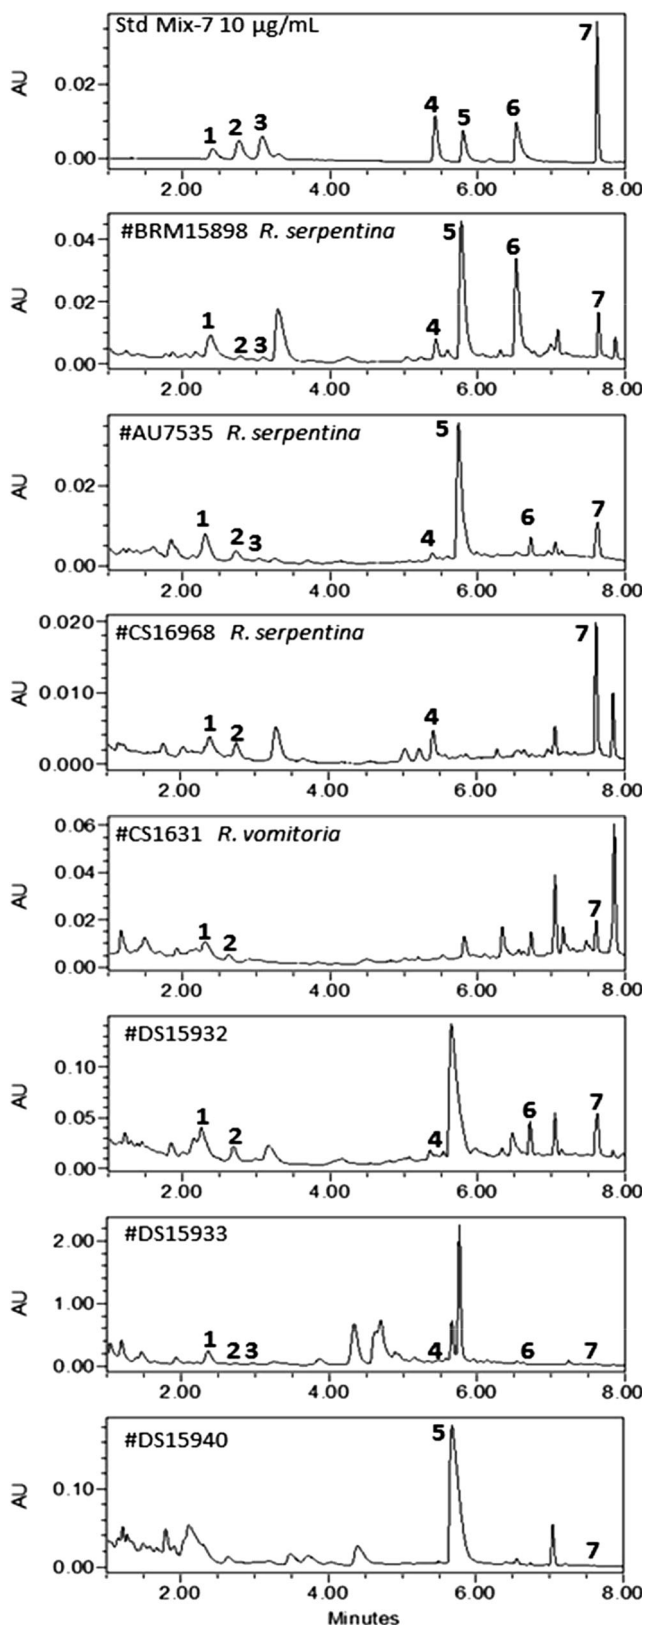 Std Mix-7 10 µg/mL
7
AU
0.02
0.00
1 2 3 4 5 6
2.00 4.00 6.00 8.00
#BRM15898 R. serpentina
AU
0.04
0.02
0.00
1 2 3 4 5 6 7
2.00 4.00 6.00 8.00
#AU7535 R. serpentina
AU
0.02
0.00
1 2 3 4 5 6 7
2.00 4.00 6.00 8.00
#CS16968 R. serpentina
AU
0.020
0.010
0.000
1 2 4 7
2.00 4.00 6.00 8.00
#CS1631 R. vomitoria
AU
0.06
0.04
0.02
0.00
1 2 7
2.00 4.00 6.00 8.00
#DS15932
AU
0.10
0.05
0.00
1 2 4 6 7
2.00 4.00 6.00 8.00
#DS15933
AU
2.00
1.00
0.00
1 2 3 4 6 7
2.00 4.00 6.00 8.00
#DS15940
AU
0.10
0.00
5 7
2.00 4.00 6.00 8.00
Minutes